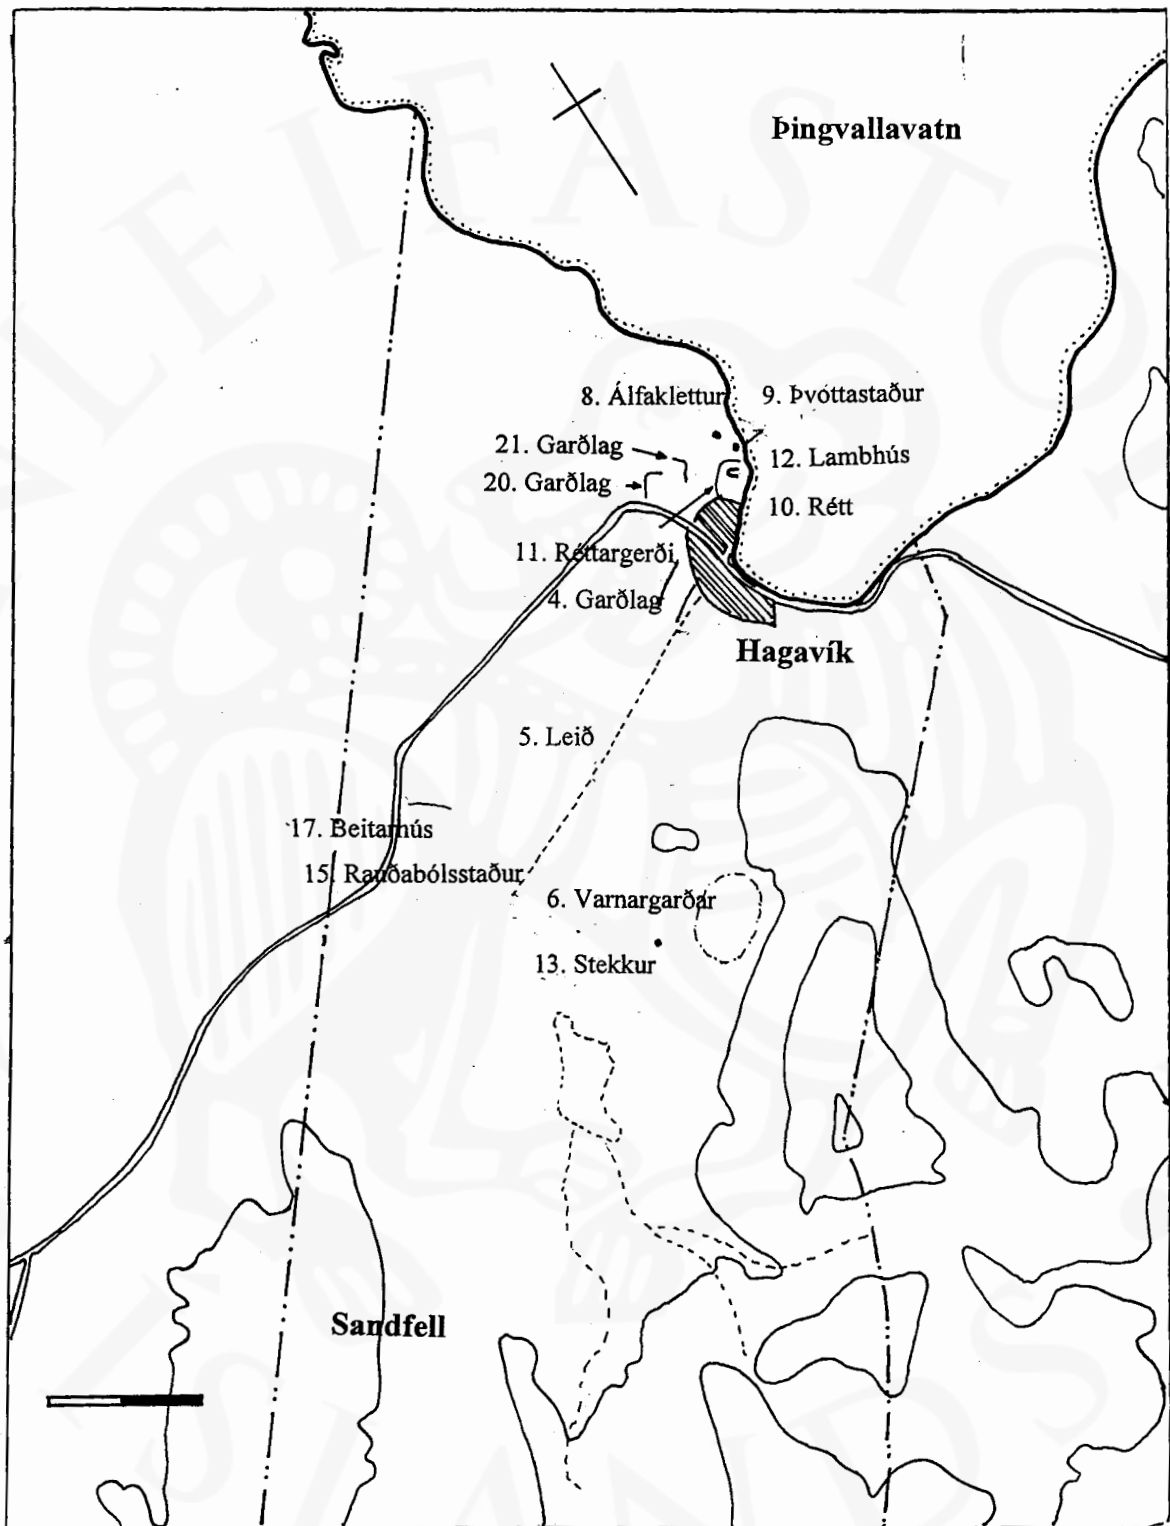 Þingvallavatn
8. Álfaklettur
9. Þvóttastaður
21. Garðlag
12. Lambhús
20. Garðlag
10. Rétt
11. Réttargerði
4. Garðlag
Hagavík
5. Leið
17. Beitarhús
15. Rauðabólsstaður
6. Varnargarðar
13. Stekkur
Sandfell